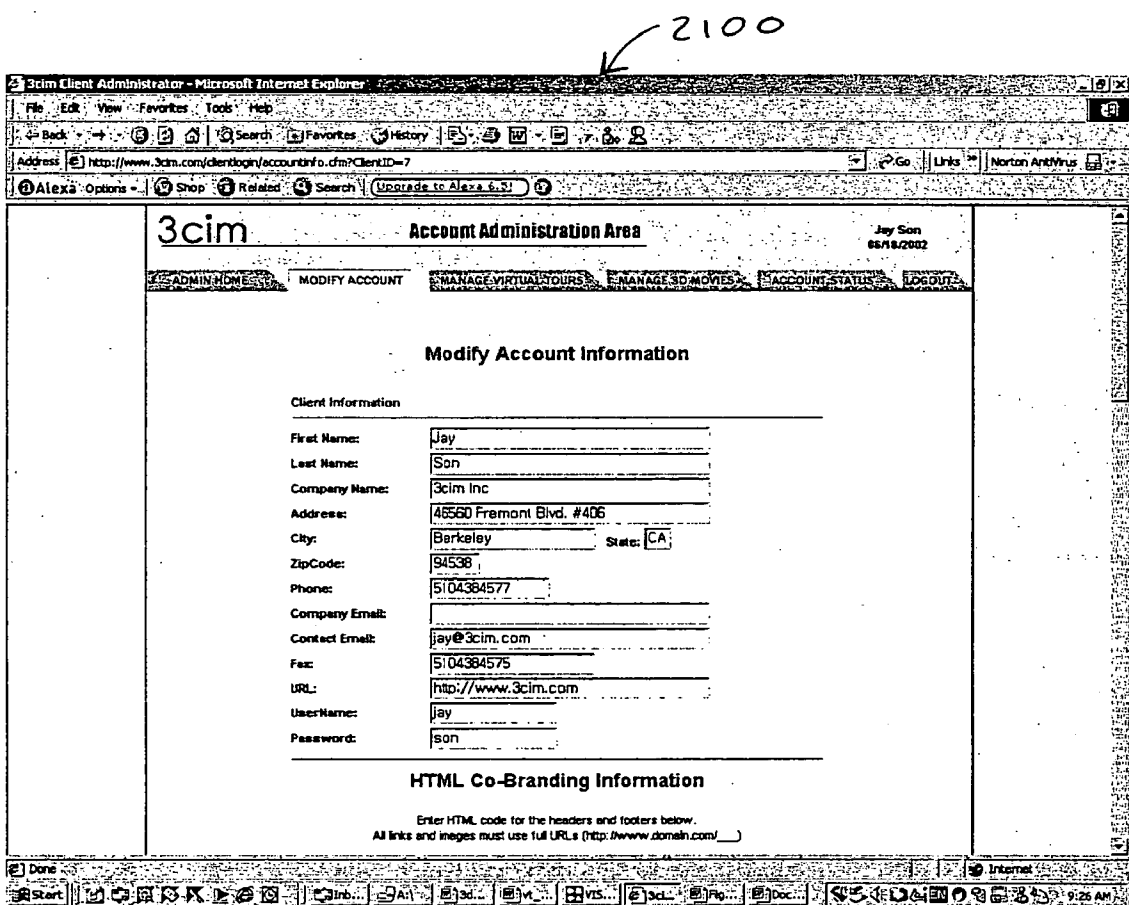 2100
3cim Client Administrator - Microsoft Internet Explorer
File Edit View Favorites Tools Help
Back Search Favorites History
Address http://www.3cim.com/clientlogin/accountinfo.cfm?ClientID=7 Go Links Norton AntiVirus
Alexa Options Shop Related Search Upgrade to Alexa 6.5!
3cim Account Administration Area Jay Son
06/18/2002
ADMIN HOME MODIFY ACCOUNT MANAGE VIRTUAL TOURS MANAGE 3D MOVIES ACCOUNT STATUS LOGOUT
Modify Account Information
Client Information
First Name: Jay
Last Name: Son
Company Name: 3cim Inc
Address: 46560 Fremont Blvd. #406
City: Berkeley State: CA
ZipCode: 94538
Phone: 5104384577
Company Email:
Contact Email: jay@3cim.com
Fax: 5104384575
URL: http://www.3cim.com
UserName: jay
Password: son
HTML Co-Branding Information
Enter HTML code for the headers and footers below.
All links and images must use full URLs (http://www.domain.com/___)
Done Internet
Start Inb... A:\ 3d... vt_... VIS... 3cl... Fig... Doc... 9:26 AM